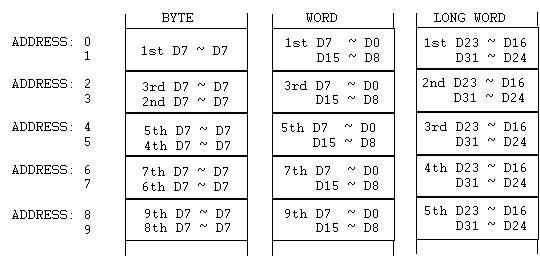 BYTE WORD LONG WORD
ADDRESS: 0 1st D7 ~ D7 1st D7 ~ D0 1st D23 ~ D16
1 D15 ~ D8 D31 ~ D24
ADDRESS: 2 3rd D7 ~ D7 3rd D7 ~ D0 2nd D23 ~ D16
3 2nd D7 ~ D7 D15 ~ D8 D31 ~ D24
ADDRESS: 4 5th D7 ~ D7 5th D7 ~ D0 3rd D23 ~ D16
5 4th D7 ~ D7 D15 ~ D8 D31 ~ D24
ADDRESS: 6 7th D7 ~ D7 7th D7 ~ D0 4th D23 ~ D16
7 6th D7 ~ D7 D15 ~ D8 D31 ~ D24
ADDRESS: 8 9th D7 ~ D7 9th D7 ~ D0 5th D23 ~ D16
9 8th D7 ~ D7 D15 ~ D8 D31 ~ D24